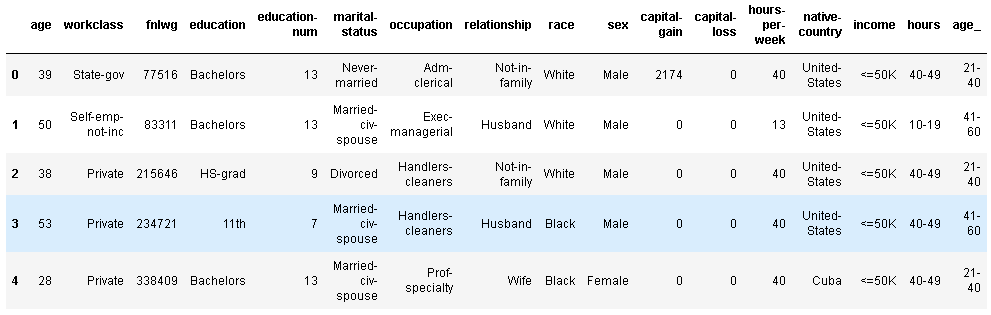 age workclass fnlwg education education-num marital-status occupation relationship race sex capital-gain capital-loss hours-per-week native-country income hours age_
0 39 State-gov 77516 Bachelors 13 Never-married Adm-clerical Not-in-family White Male 2174 0 40 United-States <=50K 40-49 21-40
1 50 Self-emp-not-inc 83311 Bachelors 13 Married-civ-spouse Exec-managerial Husband White Male 0 0 13 United-States <=50K 10-19 41-60
2 38 Private 215646 HS-grad 9 Divorced Handlers-cleaners Not-in-family White Male 0 0 40 United-States <=50K 40-49 21-40
3 53 Private 234721 11th 7 Married-civ-spouse Handlers-cleaners Husband Black Male 0 0 40 United-States <=50K 40-49 41-60
4 28 Private 338409 Bachelors 13 Married-civ-spouse Prof-specialty Wife Black Female 0 0 40 Cuba <=50K 40-49 21-40